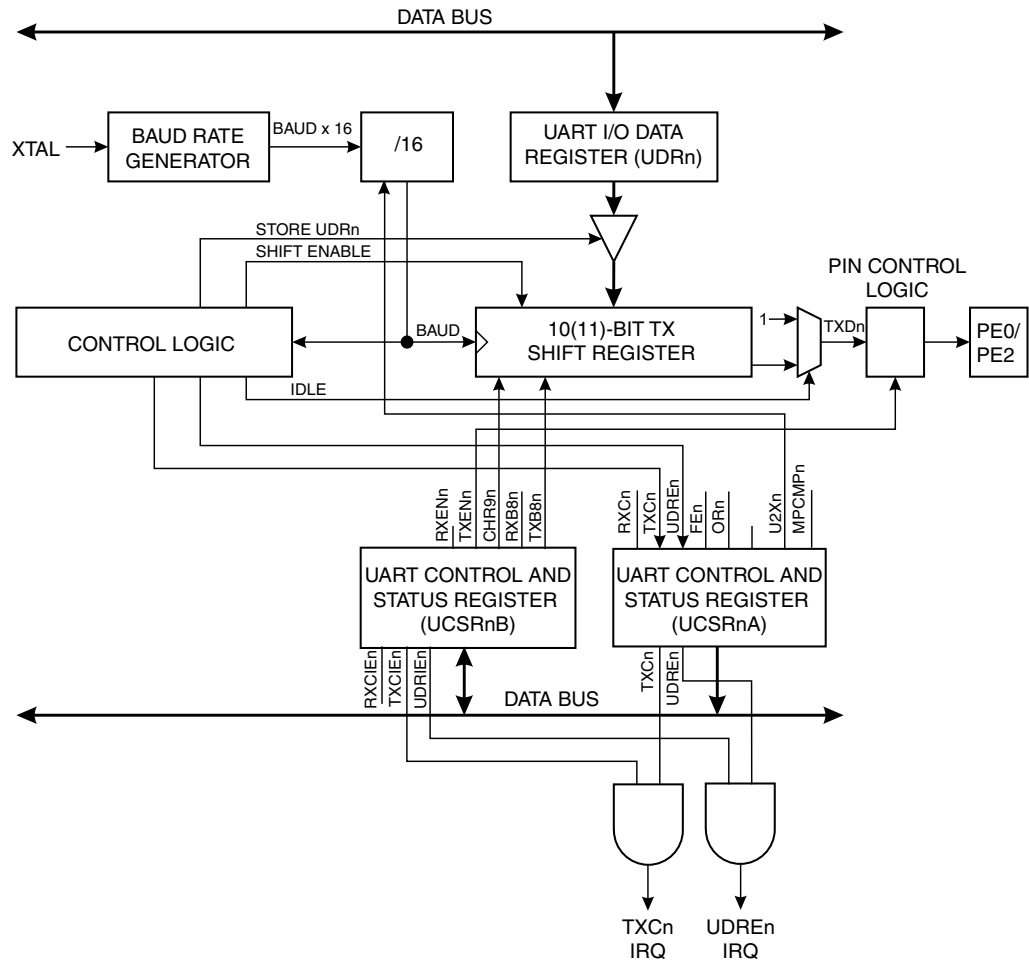 DATA BUS
XTAL
BAUD RATE
GENERATOR
BAUD x 16
/16
UART I/O DATA
REGISTER (UDRn)
STORE UDRn
SHIFT ENABLE
PIN CONTROL
LOGIC
CONTROL LOGIC
BAUD
10(11)-BIT TX
SHIFT REGISTER
1
TXDn
PE0/
PE2
IDLE
RXENn
TXENn
CHR9n
RXB8n
TXB8n
RXCn
TXCn
UDREn
FEn
ORn
U2Xn
MPCMPn
UART CONTROL AND
STATUS REGISTER
(UCSRnB)
UART CONTROL AND
STATUS REGISTER
(UCSRnA)
RXCIEn
TXCIEn
UDRIEn
TXCn
UDREn
DATA BUS
TXCn
IRQ
UDREn
IRQ